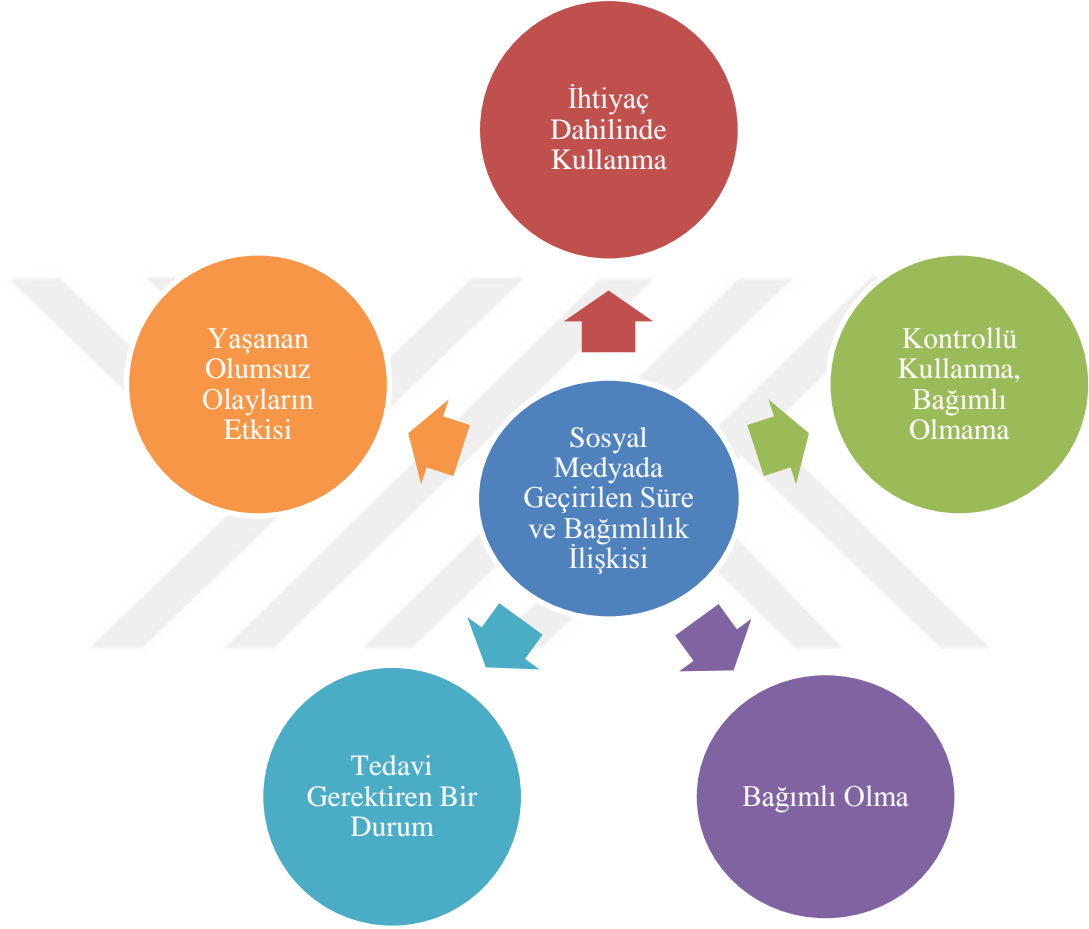 İhtiyaç
Dahilinde
Kullanma
Yaşanan
Olumsuz
Olayların
Etkisi
Kontrollü
Kullanma,
Bağımlı
Olmama
Sosyal
Medyada
Geçirilen Süre
ve Bağımlılık
İlişkisi
Tedavi
Gerektiren Bir
Durum
Bağımlı Olma